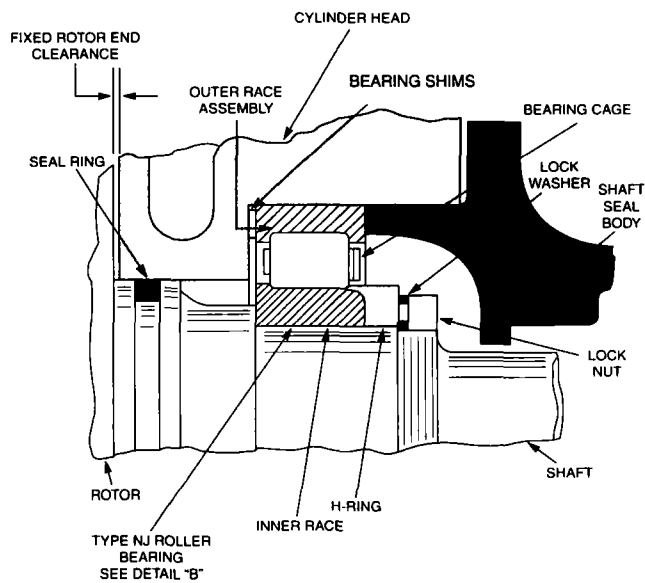 CYLINDER HEAD
FIXED ROTOR END
CLEARANCE
OUTER RACE
ASSEMBLY
BEARING SHIMS
BEARING CAGE
SEAL RING
LOCK
WASHER
SHAFT
SEAL
BODY
LOCK
NUT
SHAFT
ROTOR
H-RING
INNER RACE
TYPE NJ ROLLER
BEARING
SEE DETAIL "B"